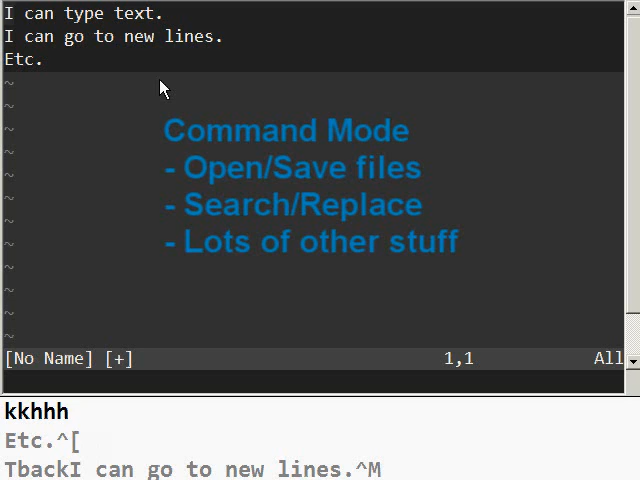 I can type text.
I can go to new lines.
Etc.
~
~
~
Command Mode
~
- Open/Save files
~
- Search/Replace
~
~
- Lots of other stuff
~
~
~
~
[No Name] [+] 1,1 All
kkhhh
Etc.^[
TbackI can go to new lines.^M